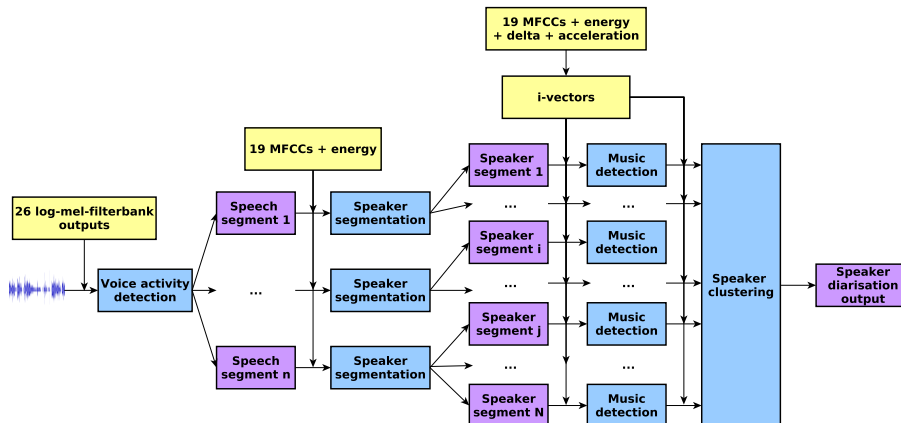 19 MFCCs + energy
+ delta + acceleration
i-vectors
19 MFCCs + energy
26 log-mel-filterbank
outputs
Voice activity
detection
Speech
segment 1
...
Speech
segment n
Speaker
segmentation
Speaker
segmentation
Speaker
segmentation
Speaker
segment 1
...
Speaker
segment i
...
Speaker
segment j
...
Speaker
segment N
Music
detection
...
Music
detection
...
Music
detection
...
Music
detection
Speaker
clustering
Speaker
diarisation
output